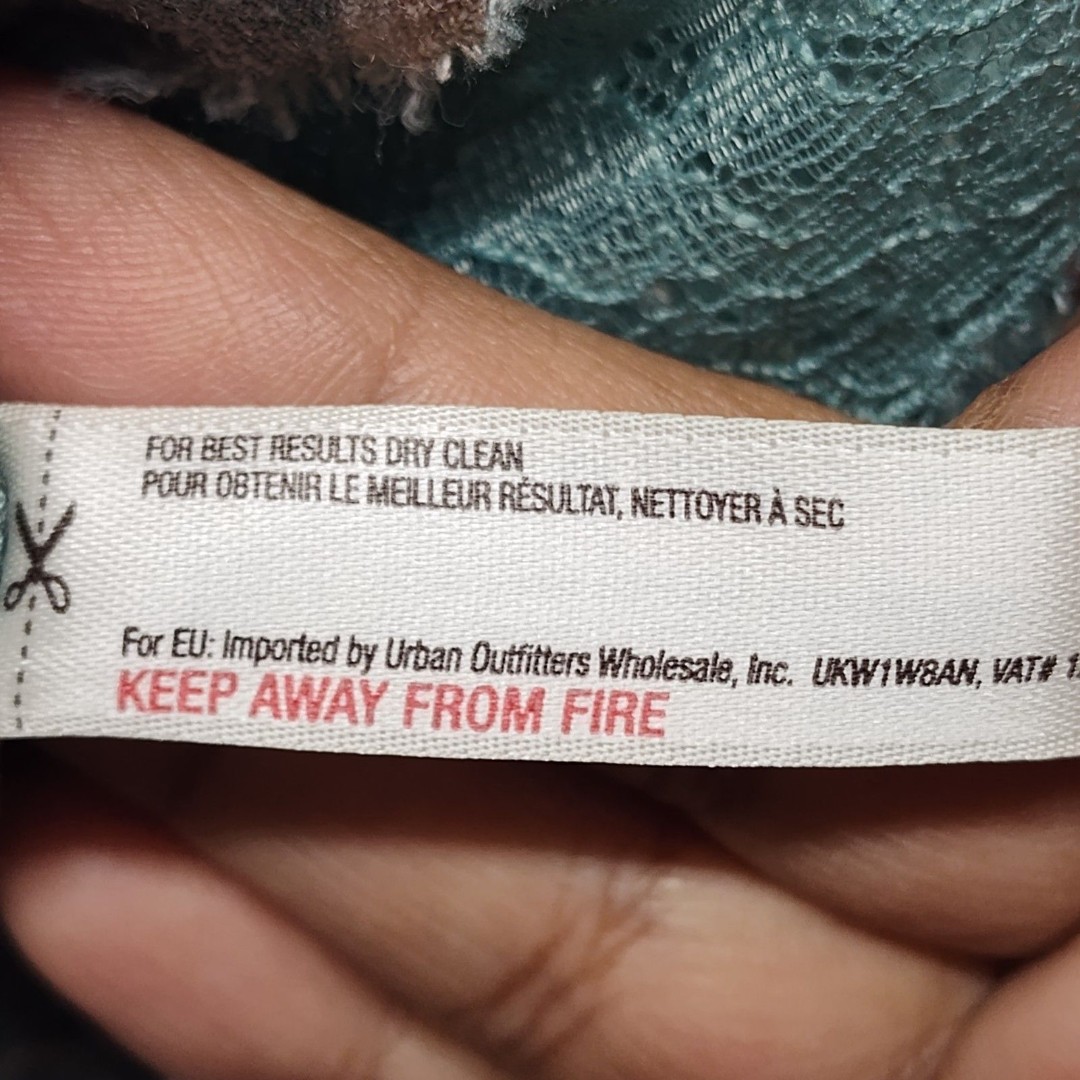 FOR BEST RESULTS DRY CLEAN
POUR OBTENIR LE MEILLEUR RÉSULTAT, NETTOYER À SEC
For EU: Imported by Urban Outfitters Wholesale, Inc. UKW1W8AN, VAT#
KEEP AWAY FROM FIRE